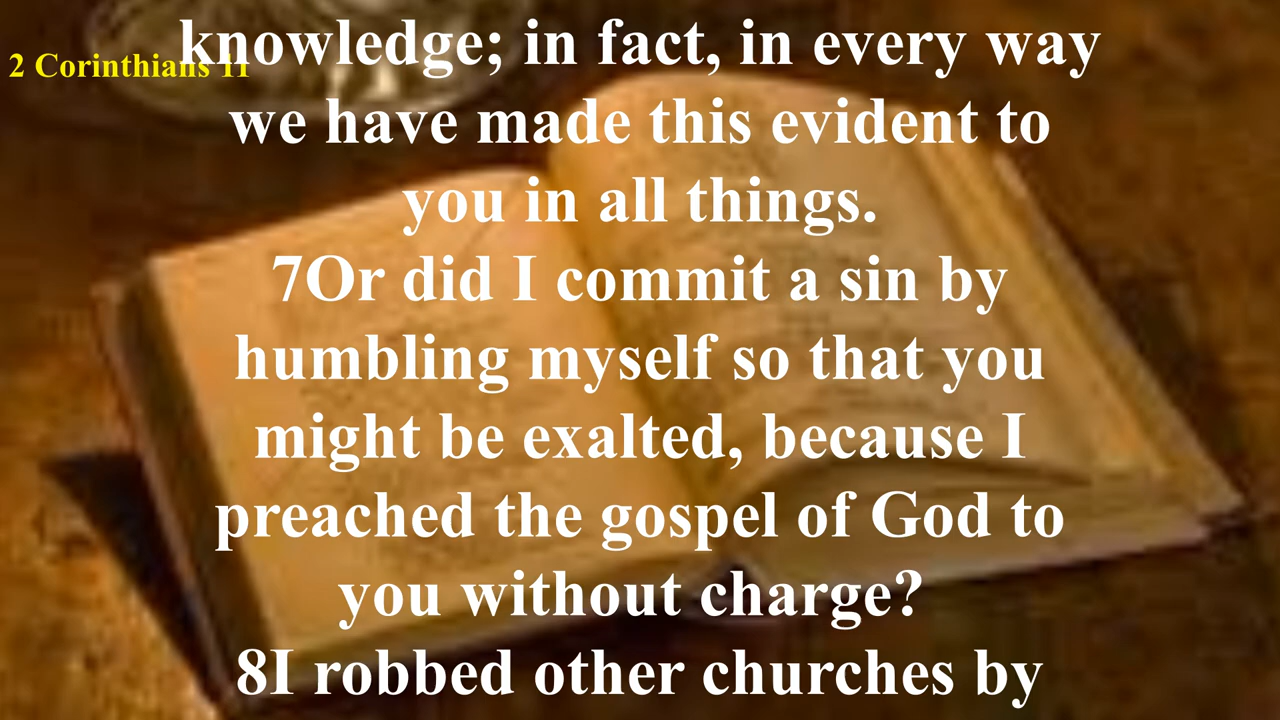 knowledge; in fact, in every way
2 Corinthians 11
we have made this evident to
you in all things.
7Or did I commit a sin by
humbling myself so that you
might be exalted, because I
preached the gospel of God to
you without charge?
8I robbed other churches by